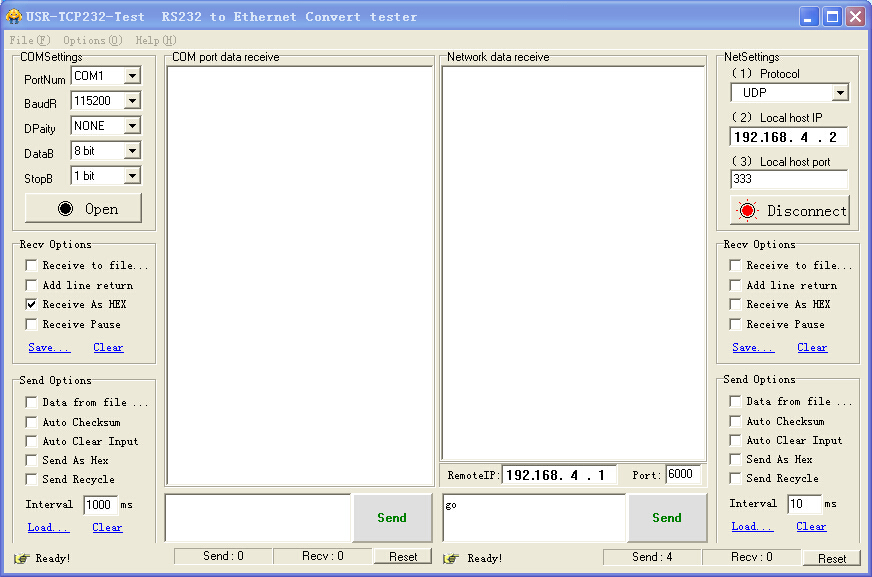 USR-TCP232-Test  RS232 to Ethernet Convert tester
File(F)  Options(O)  Help(H)
COMSettings
PortNum COM1
BaudR 115200
DPaity NONE
DataB 8 bit
StopB 1 bit
Open
Recv Options
Receive to file...
Add line return
Receive As HEX
Receive Pause
Save...  Clear
Send Options
Data from file ...
Auto Checksum
Auto Clear Input
Send As Hex
Send Recycle
Interval 1000 ms
Load...  Clear
Ready!
COM port data receive
Send
Send : 0  Recv : 0  Reset
Network data receive
RemoteIP: 192.168. 4 . 1  Port: 6000
go
Send
Ready!
Send : 4  Recv : 0  Reset
NetSettings
(1) Protocol
UDP
(2) Local host IP
192.168. 4 . 2
(3) Local host port
333
Disconnect
Recv Options
Receive to file...
Add line return
Receive As HEX
Receive Pause
Save...  Clear
Send Options
Data from file ...
Auto Checksum
Auto Clear Input
Send As Hex
Send Recycle
Interval 10 ms
Load...  Clear